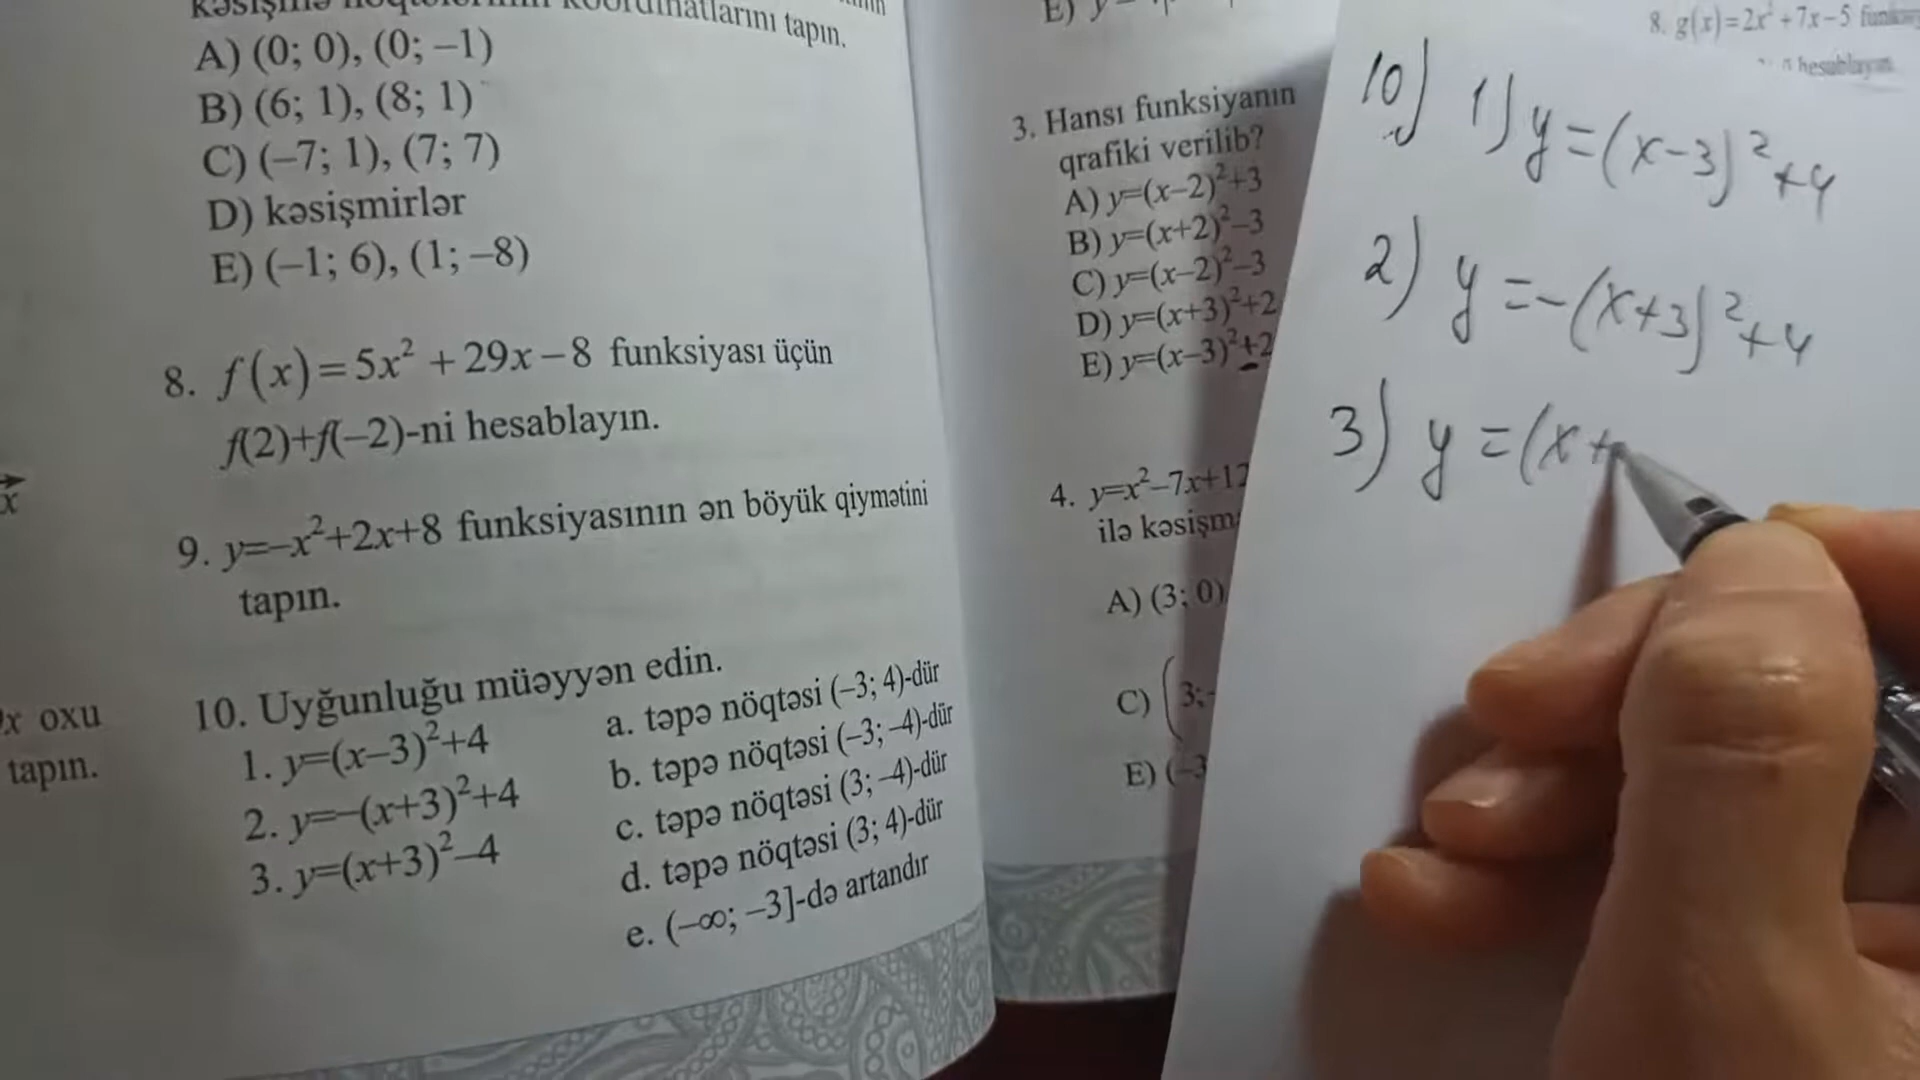 tapın.
A) (0; 0), (0; –1)
B) (6; 1), (8; 1)
C) (–7; 1), (7; 7)
D) kəsişmirlər
E) (–1; 6), (1; –8)
8. f(x)=5x²+29x–8 funksiyası üçün
f(2)+f(–2)-ni hesablayın.
9. y=–x²+2x+8 funksiyasının ən böyük qiymətini
tapın.
10. Uyğunluğu müəyyən edin.
1. y=(x–3)²+4
2. y=–(x+3)²+4
3. y=(x+3)²–4
a. təpə nöqtəsi (–3; 4)-dür
b. təpə nöqtəsi (–3; –4)-dür
c. təpə nöqtəsi (3; –4)-dür
d. təpə nöqtəsi (3; 4)-dür
e. (–∞; –3]-də artandır
x
x oxu
tapın.
E) y
3. Hansı funksiyanın
qrafiki verilib?
A) y=(x–2)²+3
B) y=(x+2)²–3
C) y=(x–2)²–3
D) y=(x+3)²+2
E) y=(x–3)²+2
4. y=x²–7x+12
ilə
A) (3; 0)
C) (3;
E) (–3
8. g(x)=2x²+7x–5
hesablayın.
10) 1) y=(x-3)²+4
2) y=-(x+3)²+4
3) y=(x+